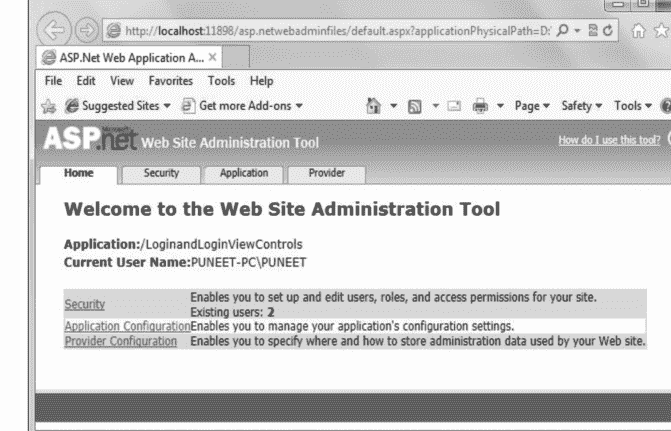 http://localhost:11898/asp.netwebadminfiles/default.aspx?applicationPhysicalPath=D:
ASP.Net Web Application A...
File Edit View Favorites Tools Help
Suggested Sites Get more Add-ons Page Safety Tools
Microsoft
ASP.net Web Site Administration Tool How do I use this tool?
Home Security Application Provider
Welcome to the Web Site Administration Tool
Application:/LoginandLoginViewControls
Current User Name:PUNEET-PC\PUNEET
Security Enables you to set up and edit users, roles, and access permissions for your site.
Existing users: 2
Application Configuration Enables you to manage your application's configuration settings.
Provider Configuration Enables you to specify where and how to store administration data used by your Web site.